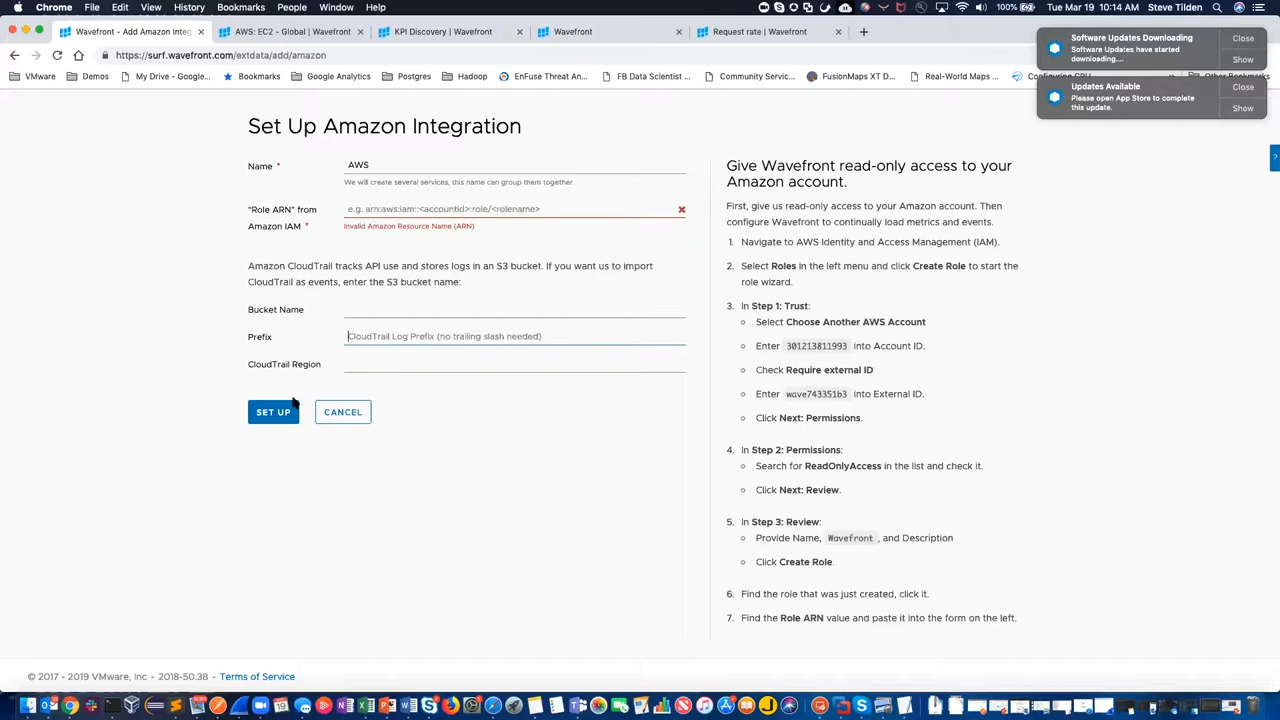 Chrome File Edit View History Bookmarks People Window Help
100% Tue Mar 19 10:14 AM Steve Tilden
Wavefront - Add Amazon Integ
AWS: EC2 - Global | Wavefront
KPI Discovery | Wavefront
Wavefront
Request rate | Wavefront
https://surf.wavefront.com/extdata/add/amazon
VMware Demos My Drive - Google... Bookmarks Google Analytics Postgres Hadoop EnFuse Threat An... FB Data Scientist ... Community Servic... FusionMaps XT D... Real-World Maps ... Configuring GPU Other Bookmarks
Software Updates Downloading
Software Updates have started
downloading....
Close
Show
Updates Available
Please open App Store to complete
this update.
Close
Show
?
Set Up Amazon Integration
Name * AWS
We will create several services, this name can group them together.
"Role ARN" from
Amazon IAM *
e.g. arn:aws:iam::<accountid>:role/<rolename>
Invalid Amazon Resource Name (ARN)
Amazon CloudTrail tracks API use and stores logs in an S3 bucket. If you want us to import
CloudTrail as events, enter the S3 bucket name:
Bucket Name
Prefix CloudTrail Log Prefix (no trailing slash needed)
CloudTrail Region
SET UP CANCEL
Give Wavefront read-only access to your
Amazon account.
First, give us read-only access to your Amazon account. Then
configure Wavefront to continually load metrics and events.
1. Navigate to AWS Identity and Access Management (IAM).
2. Select Roles in the left menu and click Create Role to start the
role wizard.
3. In Step 1: Trust:
Select Choose Another AWS Account
Enter 301213811993 into Account ID.
Check Require external ID
Enter wave743351b3 into External ID.
Click Next: Permissions.
4. In Step 2: Permissions:
Search for ReadOnlyAccess in the list and check it.
Click Next: Review.
5. In Step 3: Review:
Provide Name, Wavefront, and Description
Click Create Role.
6. Find the role that was just created, click it.
7. Find the Role ARN value and paste it into the form on the left.
© 2017 - 2019 VMware, Inc - 2018-50.38 - Terms of Service